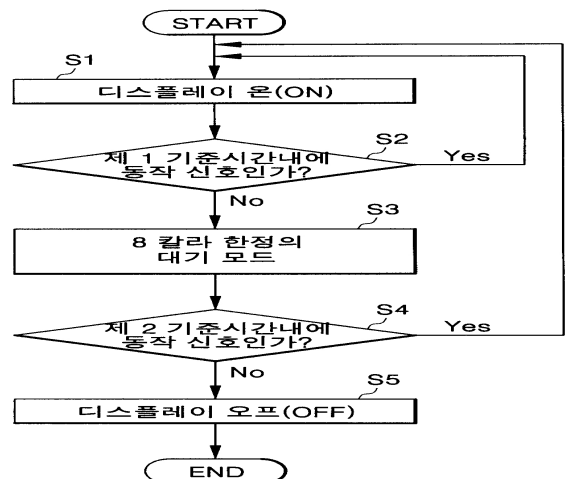 START
S1
디스플레이 온(ON)
S2
제 1 기준시간내에
동작 신호인가?
Yes
No
S3
8 칼라 한정의
대기 모드
S4
제 2 기준시간내에
동작 신호인가?
Yes
No
S5
디스플레이 오프(OFF)
END